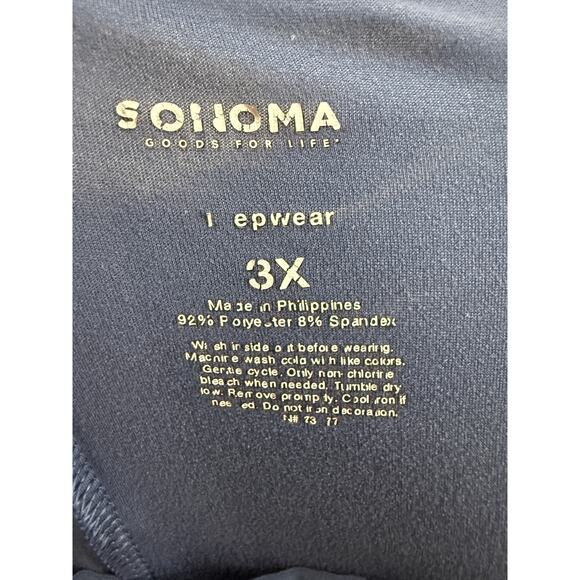 SONOMA
GOODS FOR LIFE
epwear
3X
Made in Philippines
92% Polyester 8% Spandex
Wash inside out before wearing.
Machine wash cold with like colors.
Gentle cycle. Only non-chlorine
bleach when needed. Tumble dry
low. Remove promptly. Cool iron if
needed. Do not iron decoration.